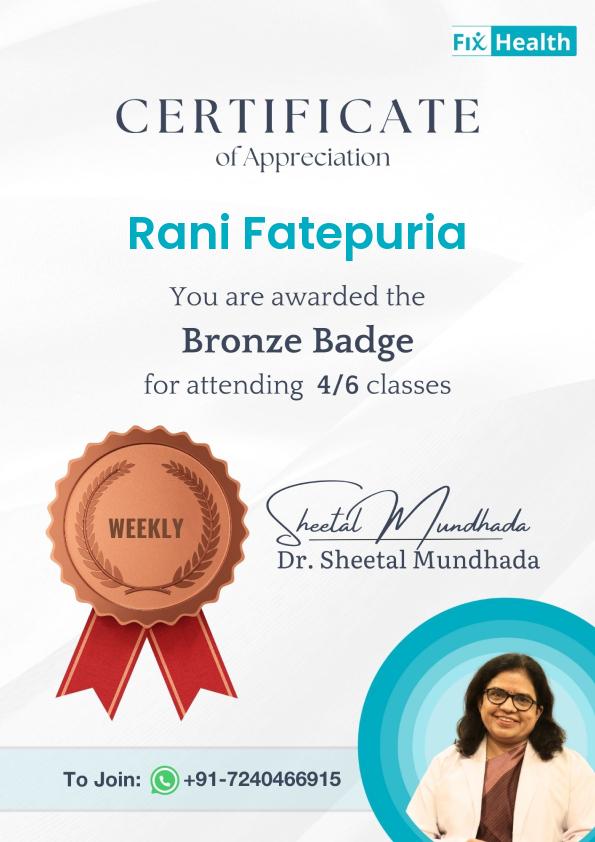 Fix Health
CERTIFICATE
of Appreciation
Rani Fatepuria
You are awarded the
Bronze Badge
for attending 4/6 classes
WEEKLY
Sheetal Mundhada
Dr. Sheetal Mundhada
To Join: +91-7240466915